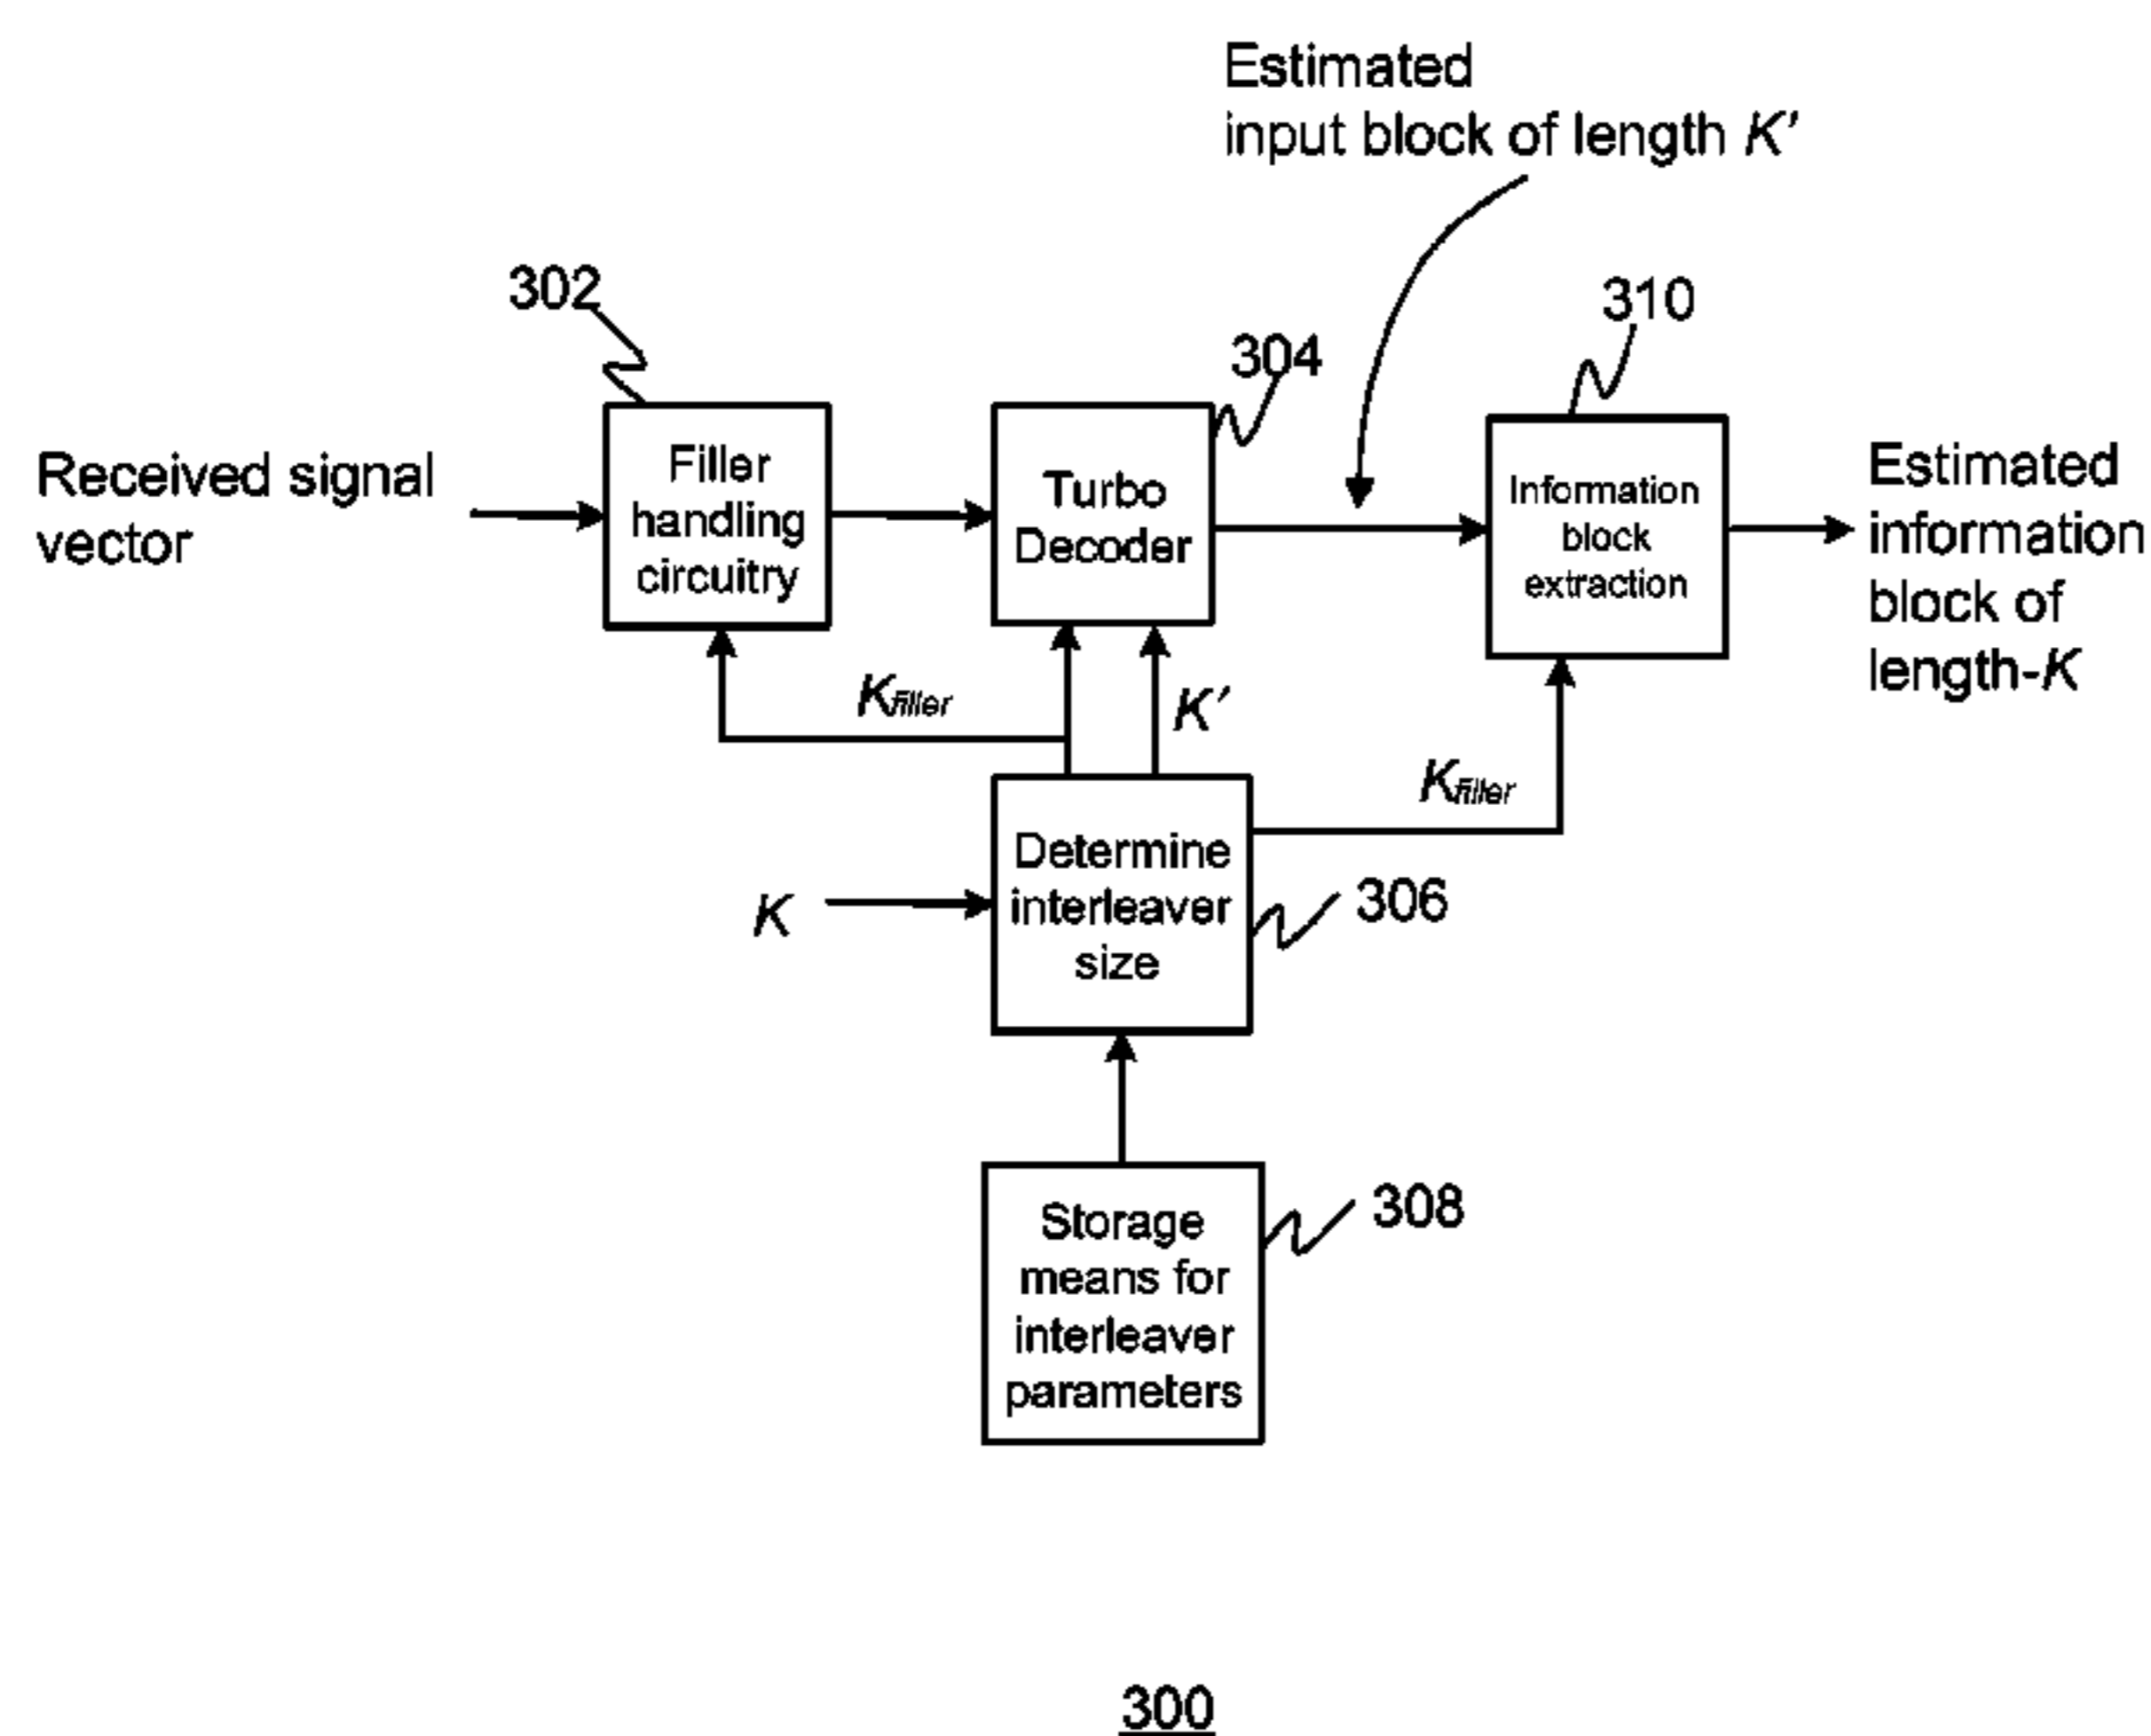 Estimated
input block of length K'
302
310
304
Received signal
vector
Filler
handling
circuitry
Turbo
Decoder
Information
block
extraction
Estimated
information
block of
length-K
Kfiller
K'
Kfiller
K
Determine
interleaver
size
306
Storage
means for
interleaver
parameters
308
300